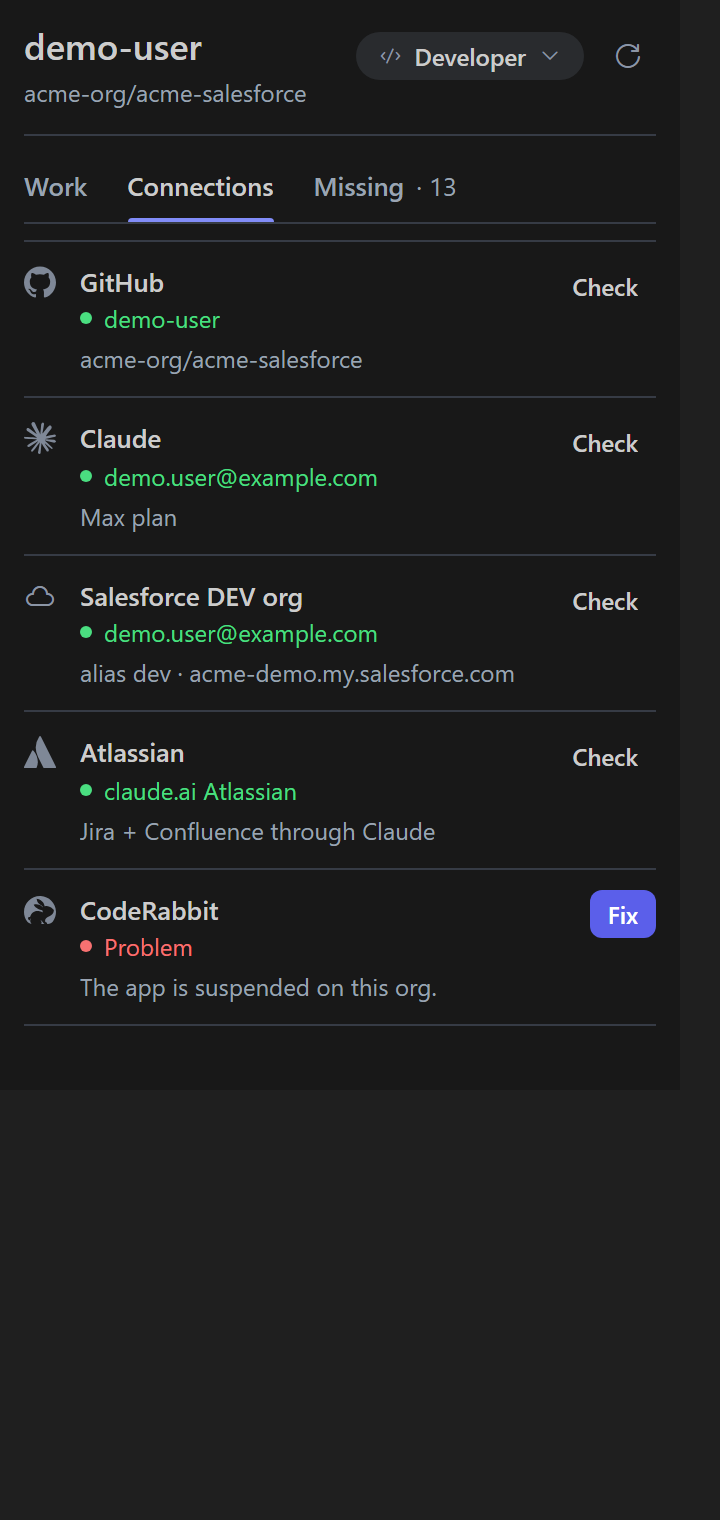 demo-user
Developer
acme-org/acme-salesforce
Work
Connections
Missing · 13
GitHub
Check
demo-user
acme-org/acme-salesforce
Claude
Check
demo.user@example.com
Max plan
Salesforce DEV org
Check
demo.user@example.com
alias dev · acme-demo.my.salesforce.com
Atlassian
Check
claude.ai Atlassian
Jira + Confluence through Claude
CodeRabbit
Fix
Problem
The app is suspended on this org.